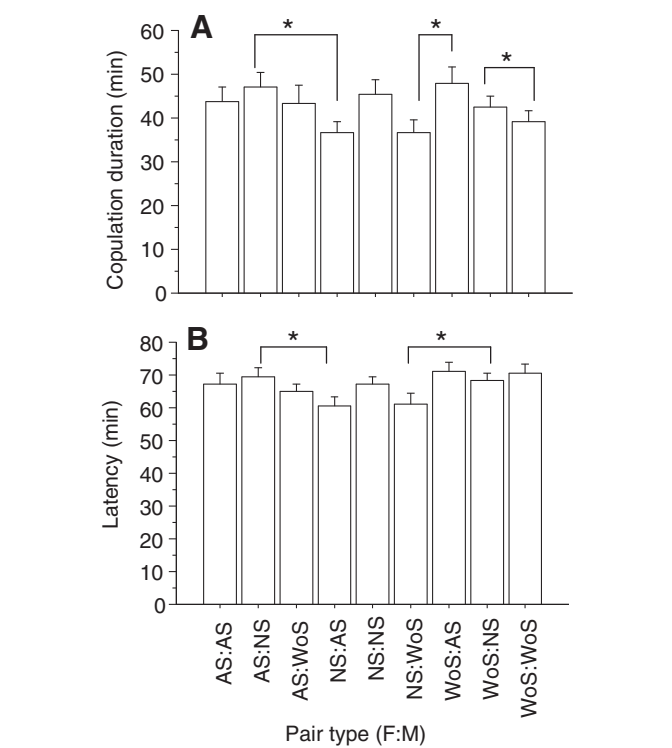 A
Copulation duration (min)
60
50
40
30
20
10
0
*
*
*
B
Latency (min)
80
70
60
50
40
30
20
10
0
*
*
AS:AS
AS:NS
AS:WoS
NS:AS
NS:NS
NS:WoS
WoS:AS
WoS:NS
WoS:WoS
Pair type (F:M)